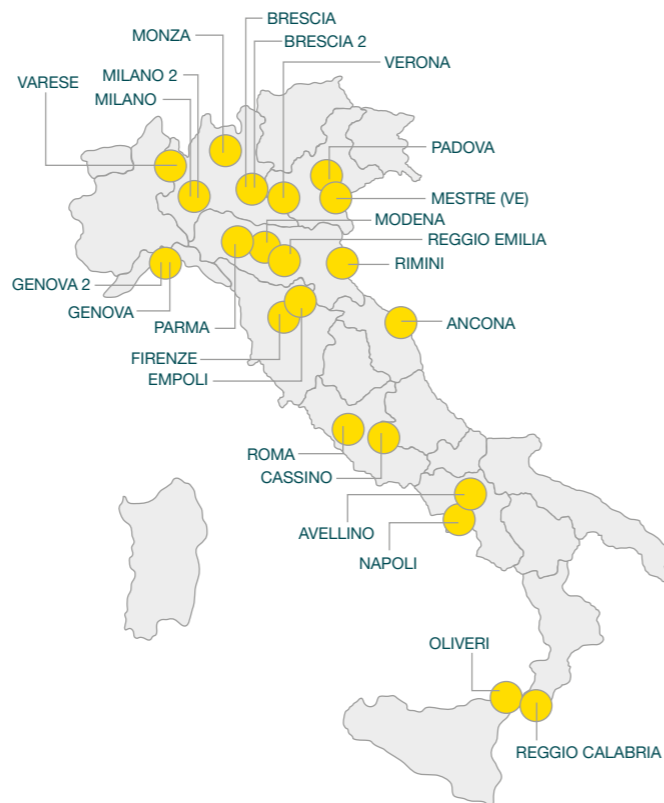 BRESCIA
MONZA
BRESCIA 2
VERONA
MILANO 2
VARESE
MILANO
PADOVA
MESTRE (VE)
MODENA
REGGIO EMILIA
RIMINI
GENOVA 2
GENOVA
PARMA
ANCONA
FIRENZE
EMPOLI
ROMA
CASSINO
AVELLINO
NAPOLI
OLIVERI
REGGIO CALABRIA